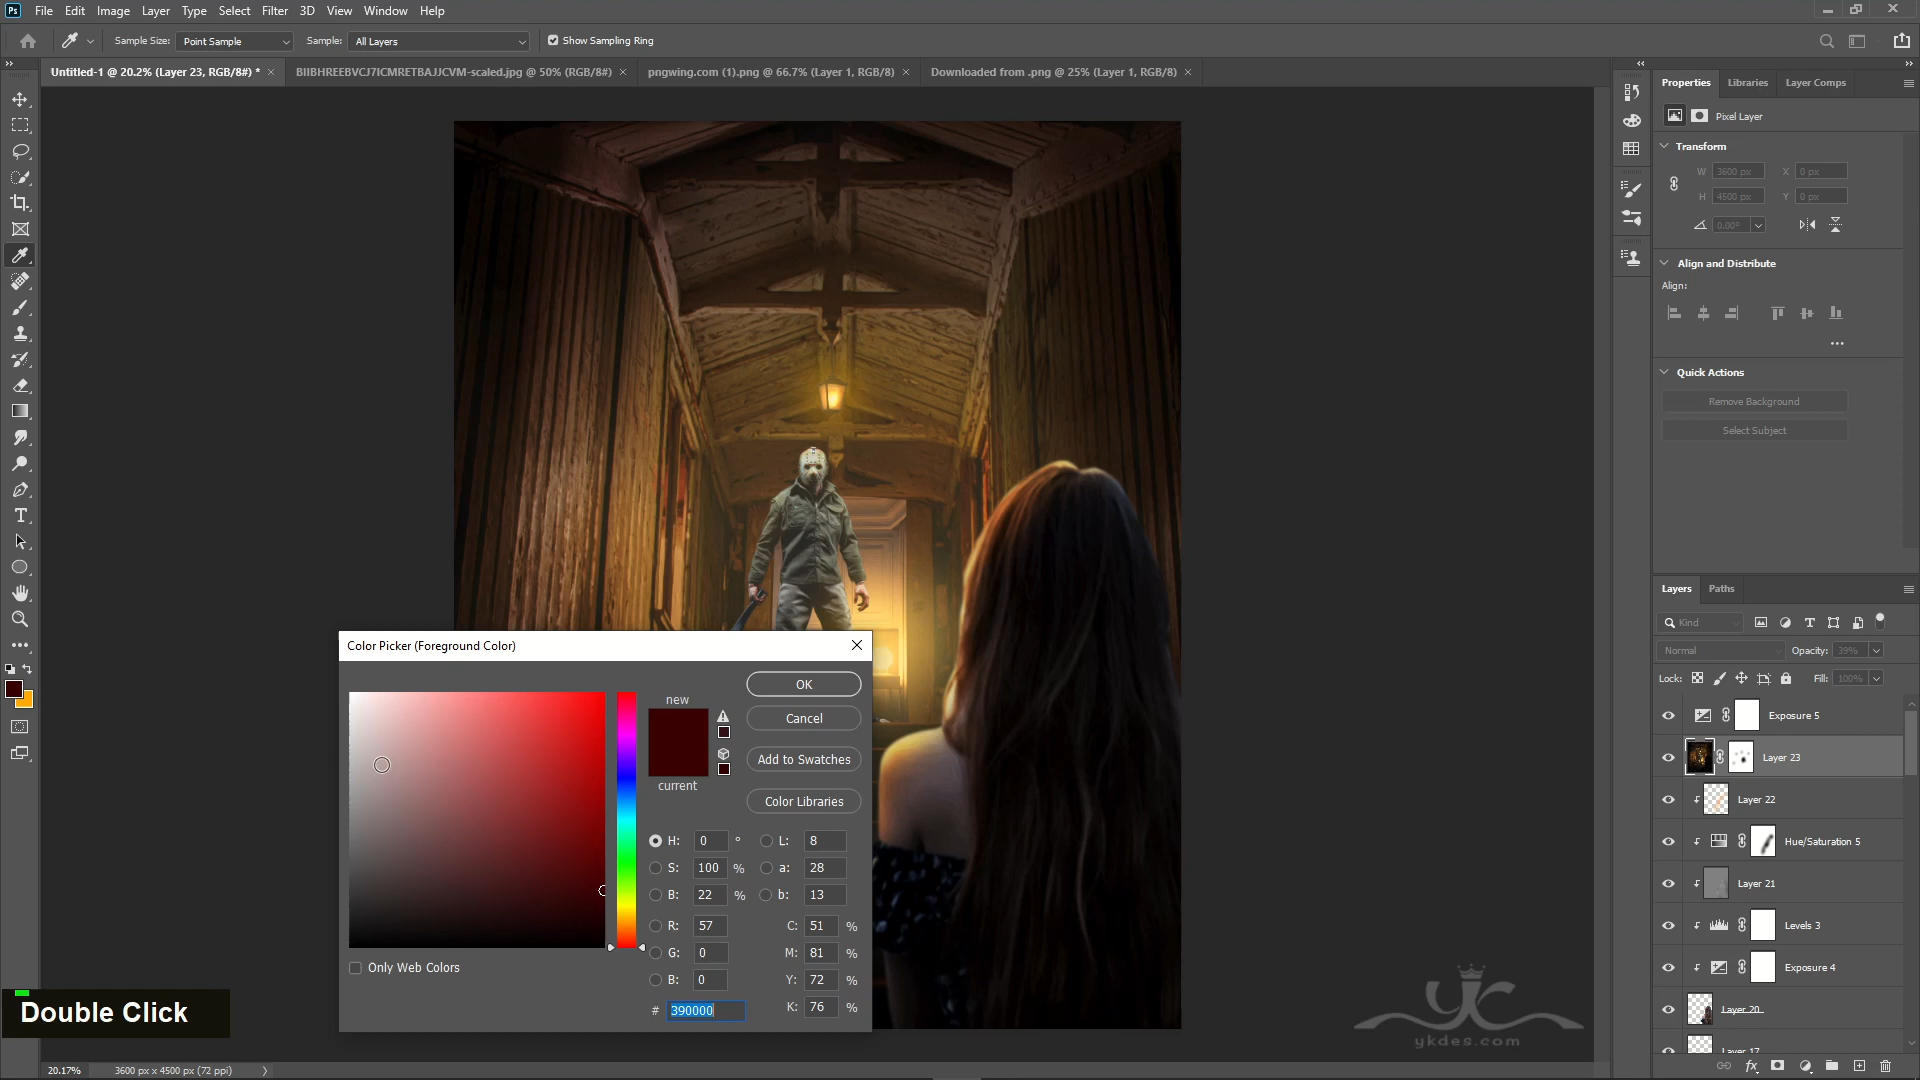 Ps File Edit Image Layer Type Select Filter 3D View Window Help
Sample Size: Point Sample Sample: All Layers Show Sampling Ring
Untitled-1 @ 20.2% (Layer 23, RGB/8#) * BIIBHREEBVCJ7ICMRETBAJJCVM-scaled.jpg @ 50% (RGB/8#) pngwing.com (1).png @ 66.7% (Layer 1, RGB/8) Downloaded from .png @ 25% (Layer 1, RGB/8)
Properties Libraries Layer Comps
Pixel Layer
Transform
W 3600 px X 0 px
H 4500 px Y 0 px
0.00°
Align and Distribute
Align:
Quick Actions
Remove Background
Select Subject
Layers Paths
Kind
Normal Opacity: 39%
Lock: Fill: 100%
Exposure 5
Layer 23
Layer 22
Hue/Saturation 5
Layer 21
Levels 3
Exposure 4
Layer 20
Layer 17
Color Picker (Foreground Color)
new
current
OK
Cancel
Add to Swatches
Color Libraries
H: 0 ° L: 8
S: 100 % a: 28
B: 22 % b: 13
R: 57 C: 51 %
G: 0 M: 81 %
B: 0 Y: 72 %
# 390000 K: 76 %
Only Web Colors
Double Click
yc
ykdes.com
20.17% 3600 px x 4500 px (72 ppi)